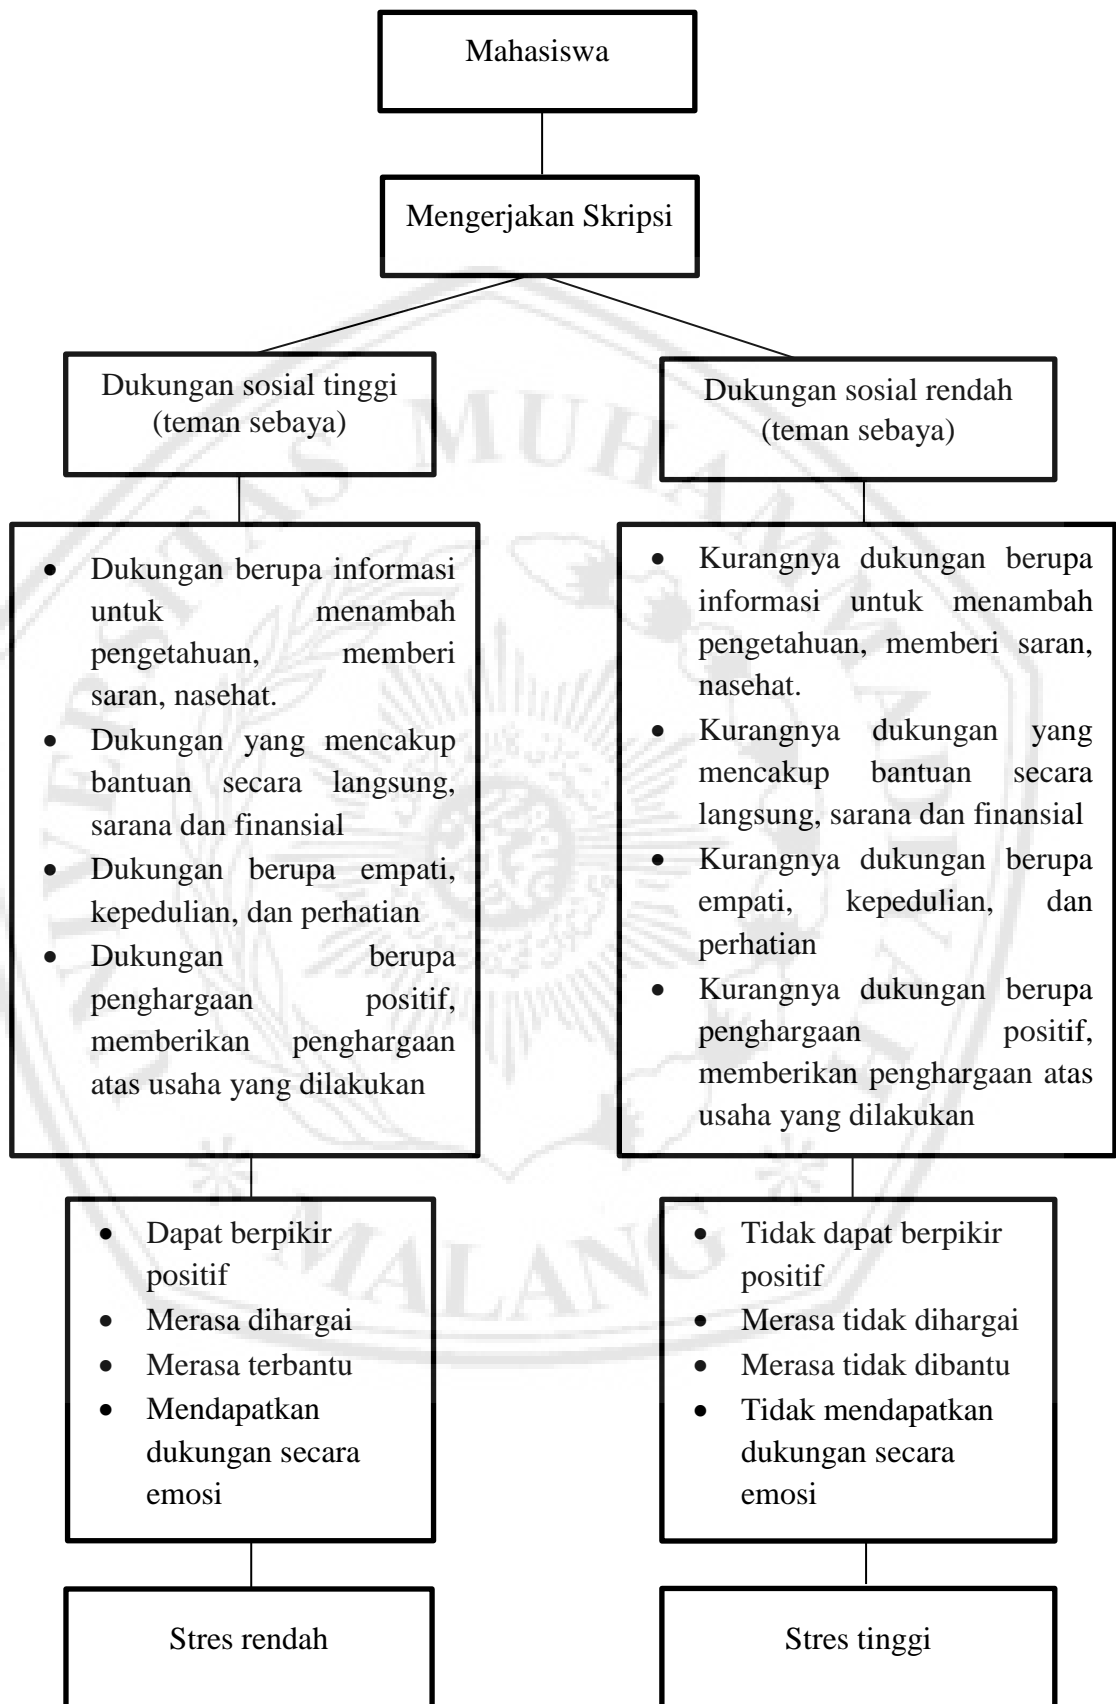 Mahasiswa
Mengerjakan Skripsi
Dukungan sosial tinggi
(teman sebaya)
Dukungan sosial rendah
(teman sebaya)
• Dukungan berupa informasi
untuk menambah
pengetahuan, memberi
saran, nasehat.
• Dukungan yang mencakup
bantuan secara langsung,
sarana dan finansial
• Dukungan berupa empati,
kepedulian, dan perhatian
• Dukungan berupa
penghargaan positif,
memberikan penghargaan
atas usaha yang dilakukan
• Kurangnya dukungan berupa
informasi untuk menambah
pengetahuan, memberi saran,
nasehat.
• Kurangnya dukungan yang
mencakup bantuan secara
langsung, sarana dan finansial
• Kurangnya dukungan berupa
empati, kepedulian, dan
perhatian
• Kurangnya dukungan berupa
penghargaan positif,
memberikan penghargaan atas
usaha yang dilakukan
• Dapat berpikir
positif
• Merasa dihargai
• Merasa terbantu
• Mendapatkan
dukungan secara
emosi
• Tidak dapat berpikir
positif
• Merasa tidak dihargai
• Merasa tidak dibantu
• Tidak mendapatkan
dukungan secara
emosi
Stres rendah
Stres tinggi
UNIVERSITAS MUHAMMADIYAH
MALANG